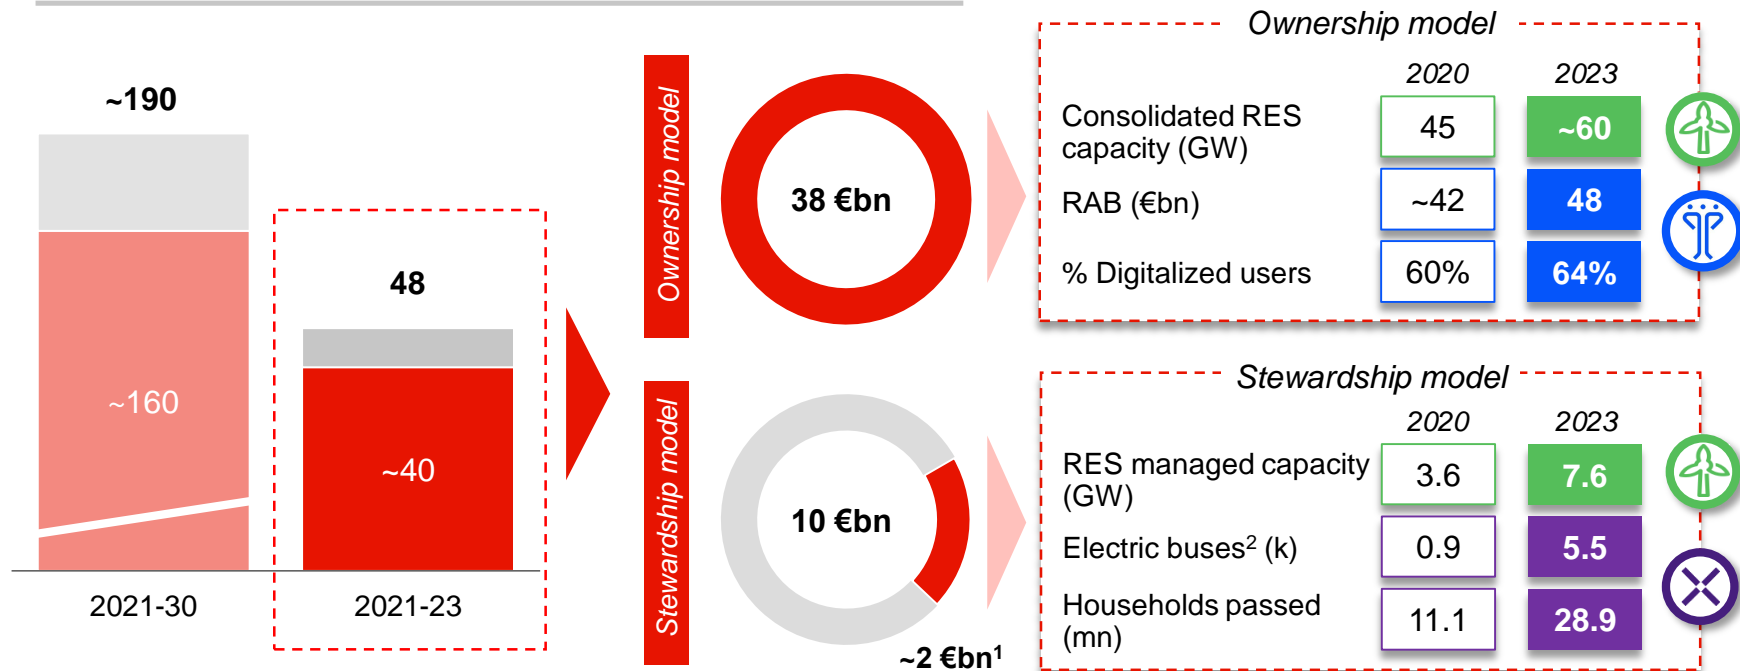 ~190
~160
2021-30
48
~40
2021-23
Ownership model
38 €bn
Stewardship model
10 €bn
~2 €bn¹
Ownership model
2020 2023
Consolidated RES
capacity (GW)
45 ~60
RAB (€bn) ~42 48
% Digitalized users 60% 64%
Stewardship model
2020 2023
RES managed capacity
(GW)
3.6 7.6
Electric buses² (k) 0.9 5.5
Households passed
(mn)
11.1 28.9